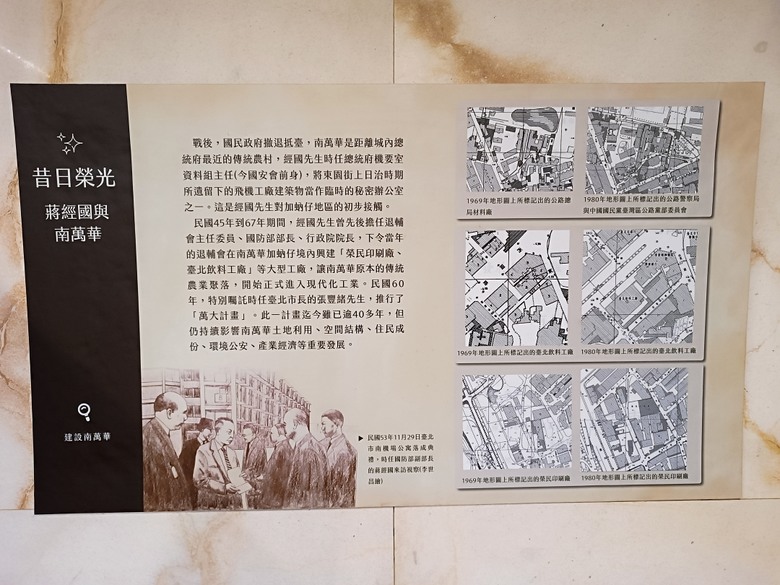 昔日榮光
蔣經國與
南萬華
建設南萬華
戰後，國民政府撤退抵臺，南萬華是距離城內總
統府最近的傳統農村，經國先生時任總統府機要室
資料組主任(今國安會前身)，將東園街上日治時期
所遺留下的飛機工廠建築物當作臨時的秘密辦公室
之一。這是經國先生對加蚋仔地區的初步接觸。
民國45年到67年期間，經國先生曾先後擔任退輔
會主任委員、國防部部長、行政院院長，下令當年
的退輔會在南萬華加蚋仔境內興建「榮民印刷廠、
臺北飲料工廠」等大型工廠，讓南萬華原本的傳統
農業聚落，開始正式進入現代化工業。民國60
年，特別囑託時任臺北市長的張豐緒先生，推行了
「萬大計畫」。此一計畫迄今雖已逾40多年，但
仍持續影響南萬華土地利用、空間結構、住民成
份、環境公安、產業經濟等重要發展。
▶ 民國53年11月29日臺北
市南機場公寓落成典
禮，時任國防部副部長
的蔣經國來訪視察(李世
昌繪)
1969年地形圖上所標記出的公路總
局材料廠
1980年地形圖上所標記出的公路警察局
與中國國民黨臺灣區公路黨部委員會
1969年地形圖上所標記出的臺北飲料工廠
1980年地形圖上所標記出的臺北飲料工廠
1969年地形圖上所標記出的榮民印刷廠
1980年地形圖上所標記出的榮民印刷廠